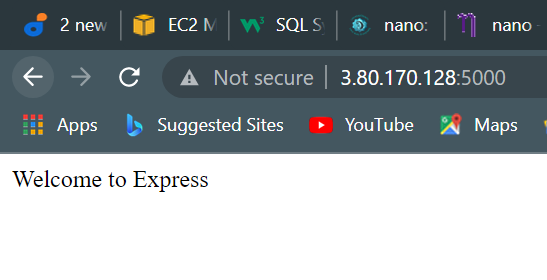 2 new
EC2 M
SQL S
nano:
nano -
Not secure
3.80.170.128:5000
Apps
Suggested Sites
YouTube
Maps
Welcome to Express